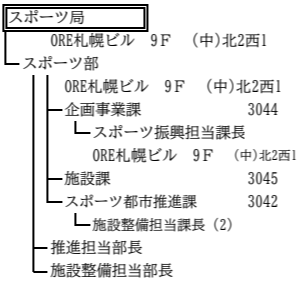 スポーツ局
ORE札幌ビル 9F (中)北2西1
スポーツ部
ORE札幌ビル 9F (中)北2西1
企画事業課 3044
スポーツ振興担当課長
ORE札幌ビル 9F (中)北2西1
施設課 3045
スポーツ都市推進課 3042
施設整備担当課長(2)
推進担当部長
施設整備担当部長